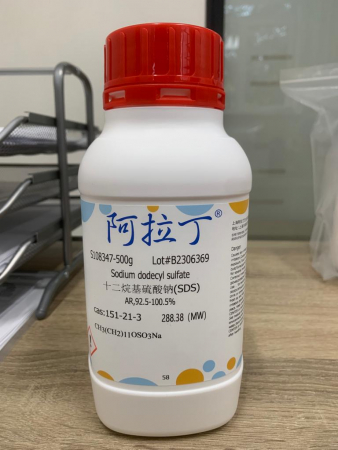 阿拉丁®
S108347-500g Lot#B2306369
Sodium dodecyl sulfate
十二烷基硫酸钠(SDS)
AR,92.5-100.5%
CAS:151-21-3 288.38 (MW)
CH3(CH2)11OSO3Na
S8